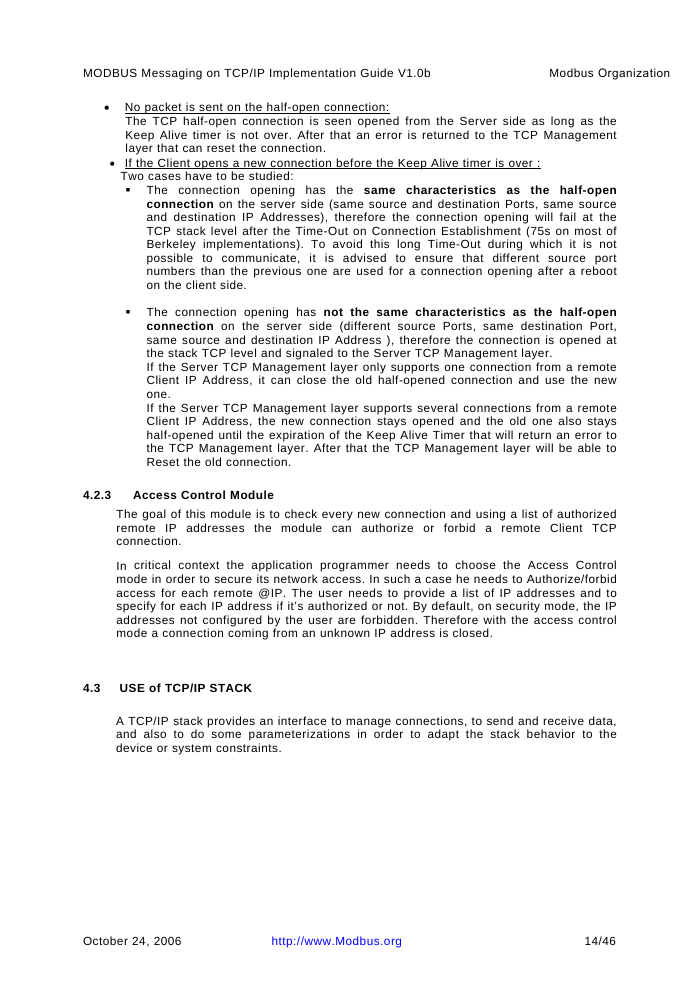 MODBUS Messaging on TCP/IP Implementation Guide V1.0b Modbus Organization
• No packet is sent on the half-open connection:
The TCP half-open connection is seen opened from the Server side as long as the
Keep Alive timer is not over. After that an error is returned to the TCP Management
layer that can reset the connection.
• If the Client opens a new connection before the Keep Alive timer is over :
Two cases have to be studied:
▪ The connection opening has the same characteristics as the half-open
connection on the server side (same source and destination Ports, same source
and destination IP Addresses), therefore the connection opening will fail at the
TCP stack level after the Time-Out on Connection Establishment (75s on most of
Berkeley implementations). To avoid this long Time-Out during which it is not
possible to communicate, it is advised to ensure that different source port
numbers than the previous one are used for a connection opening after a reboot
on the client side.
▪ The connection opening has not the same characteristics as the half-open
connection on the server side (different source Ports, same destination Port,
same source and destination IP Address ), therefore the connection is opened at
the stack TCP level and signaled to the Server TCP Management layer.
If the Server TCP Management layer only supports one connection from a remote
Client IP Address, it can close the old half-opened connection and use the new
one.
If the Server TCP Management layer supports several connections from a remote
Client IP Address, the new connection stays opened and the old one also stays
half-opened until the expiration of the Keep Alive Timer that will return an error to
the TCP Management layer. After that the TCP Management layer will be able to
Reset the old connection.
4.2.3 Access Control Module
The goal of this module is to check every new connection and using a list of authorized
remote IP addresses the module can authorize or forbid a remote Client TCP
connection.
In critical context the application programmer needs to choose the Access Control
mode in order to secure its network access. In such a case he needs to Authorize/forbid
access for each remote @IP. The user needs to provide a list of IP addresses and to
specify for each IP address if it's authorized or not. By default, on security mode, the IP
addresses not configured by the user are forbidden. Therefore with the access control
mode a connection coming from an unknown IP address is closed.
4.3 USE of TCP/IP STACK
A TCP/IP stack provides an interface to manage connections, to send and receive data,
and also to do some parameterizations in order to adapt the stack behavior to the
device or system constraints.
October 24, 2006 http://www.Modbus.org 14/46